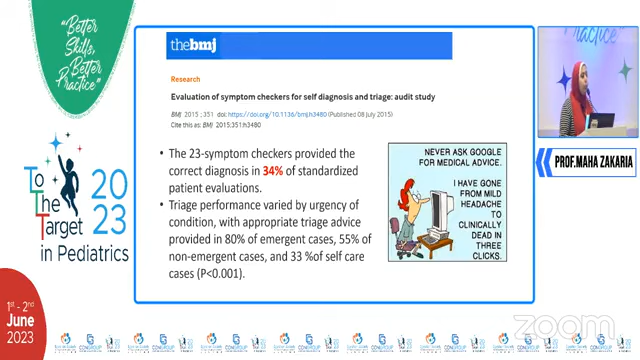 "Better
Skills,
Better
Practice"
To
The
Target
20
23
in Pediatrics
1st - 2nd
June
2023
thebmj
Research
Evaluation of symptom checkers for self diagnosis and triage: audit study
BMJ 2015 ; 351 doi: https://doi.org/10.1136/bmj.h3480 (Published 08 July 2015)
Cite this as: BMJ 2015;351:h3480
• The 23-symptom checkers provided the
correct diagnosis in 34% of standardized
patient evaluations.
• Triage performance varied by urgency of
condition, with appropriate triage advice
provided in 80% of emergent cases, 55% of
non-emergent cases, and 33 %of self care
cases (P<0.001).
NEVER ASK GOOGLE
FOR MEDICAL ADVICE.
I HAVE GONE
FROM MILD
HEADACHE
TO
CLINICALLY
DEAD IN
THREE
CLICKS.
Practice"
PROF.MAHA ZAKARIA
zoom